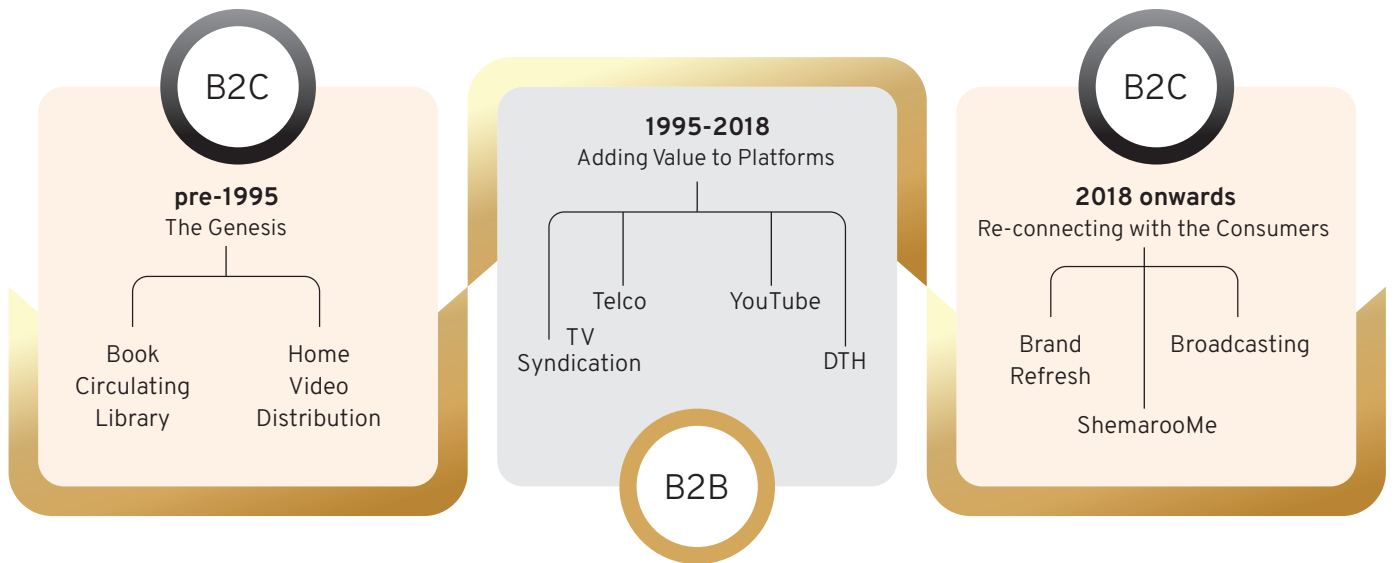 B2C
pre-1995
The Genesis
Book
Circulating
Library
Home
Video
Distribution
1995-2018
Adding Value to Platforms
TV
Syndication
Telco
YouTube
DTH
B2B
B2C
2018 onwards
Re-connecting with the Consumers
Brand
Refresh
ShemarooMe
Broadcasting